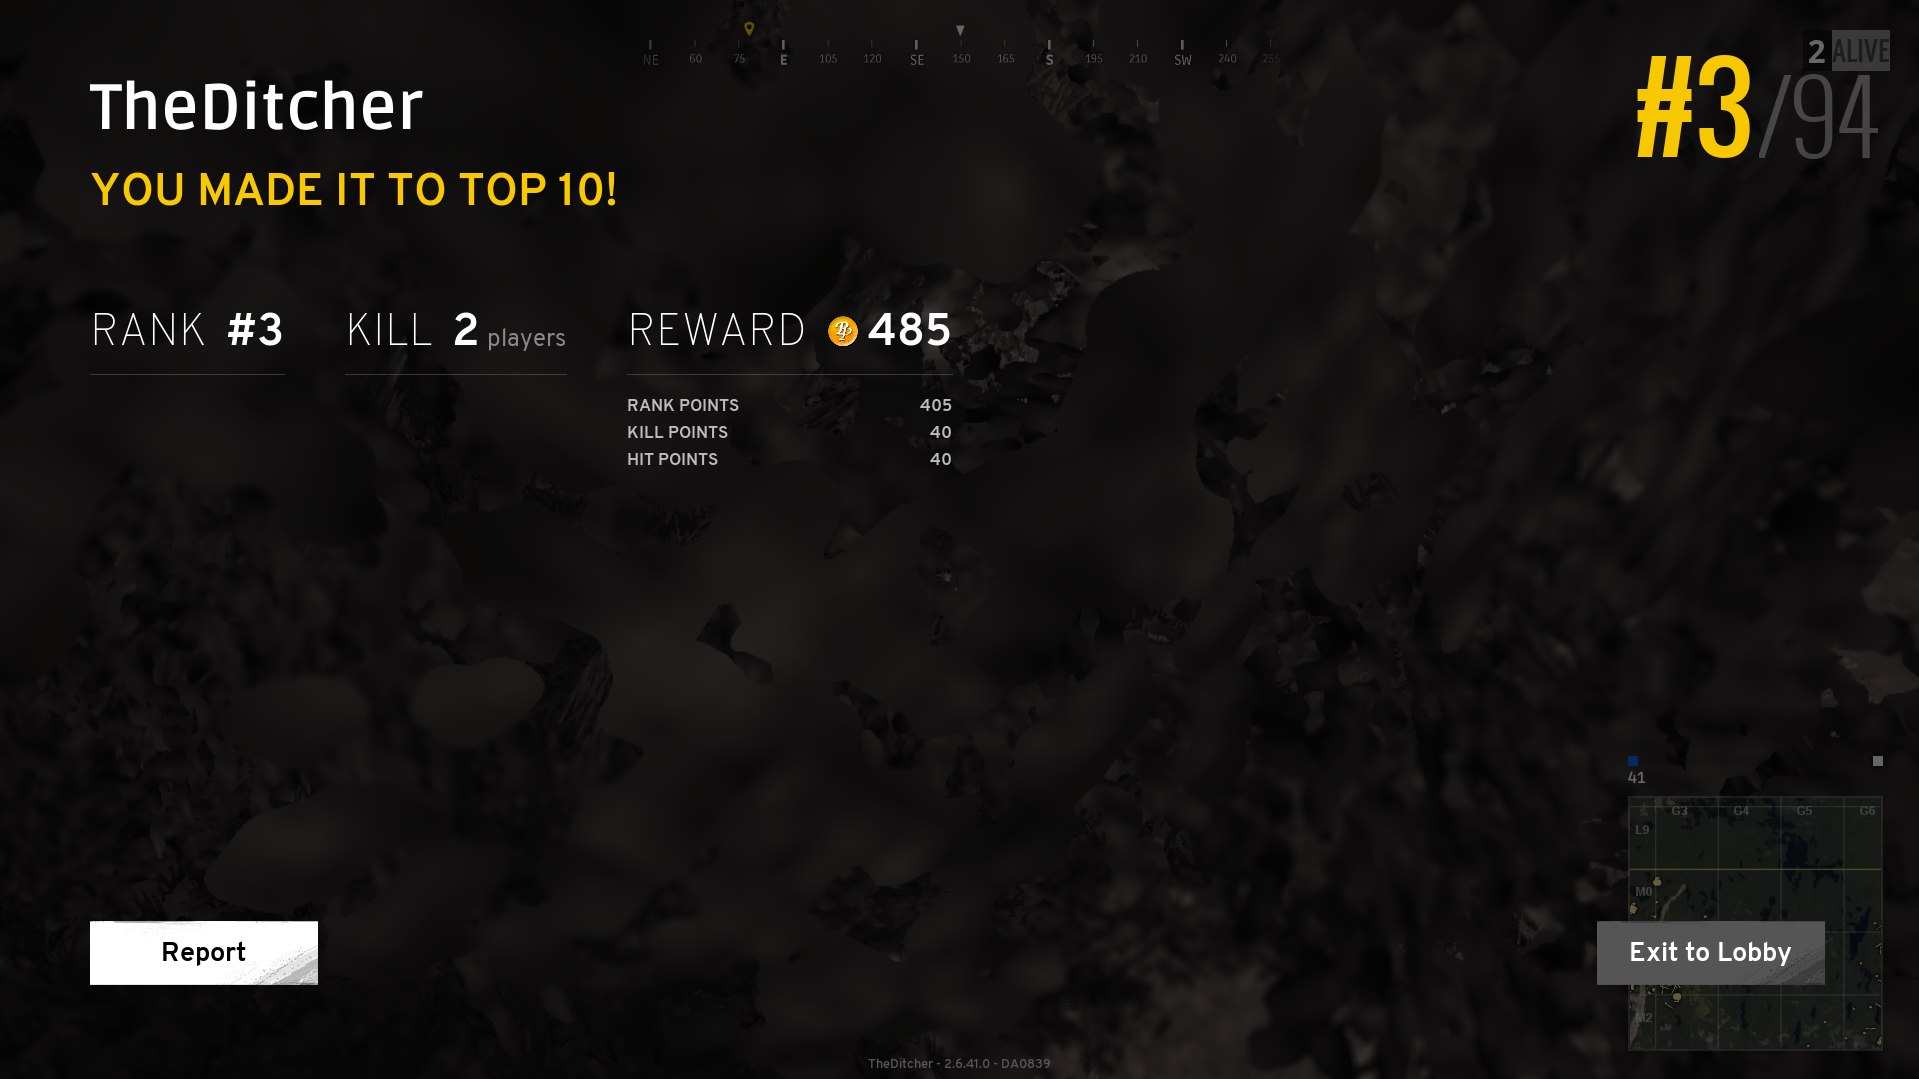 NE 60 75 E 105 120 SE 150 165 S 195 210 SW 240 255
2 ALIVE
TheDitcher
#3/94
YOU MADE IT TO TOP 10!
RANK #3 KILL 2 players REWARD 485
RANK POINTS 405
KILL POINTS 40
HIT POINTS 40
41
G3 G4 G5 G6
L9
M0
Report
Exit to Lobby
M2
TheDitcher - 2.6.41.0 - DA0839